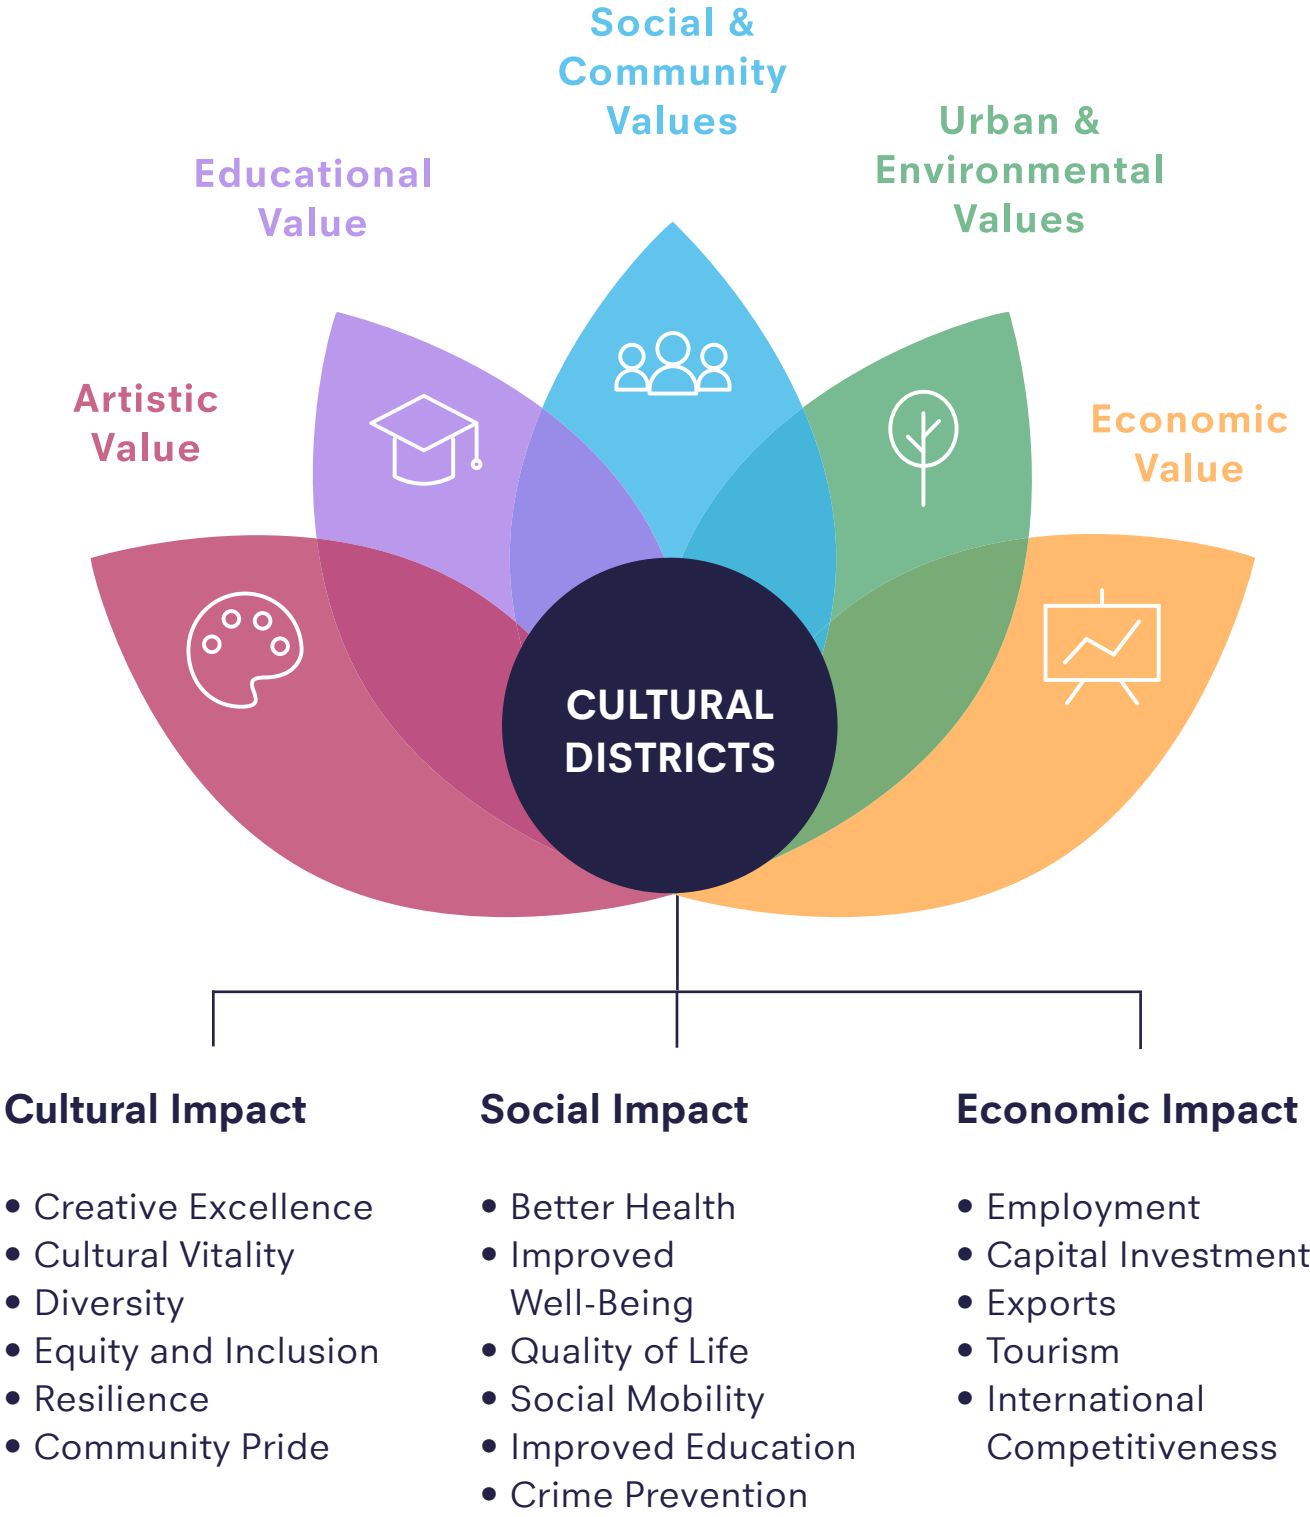 Social &
Community
Values
Urban &
Environmental
Values
Educational
Value
Artistic
Value
Economic
Value
CULTURAL
DISTRICTS
Cultural Impact
• Creative Excellence
• Cultural Vitality
• Diversity
• Equity and Inclusion
• Resilience
• Community Pride
Social Impact
• Better Health
• Improved
Well-Being
• Quality of Life
• Social Mobility
• Improved Education
• Crime Prevention
Economic Impact
• Employment
• Capital Investment
• Exports
• Tourism
• International
Competitiveness